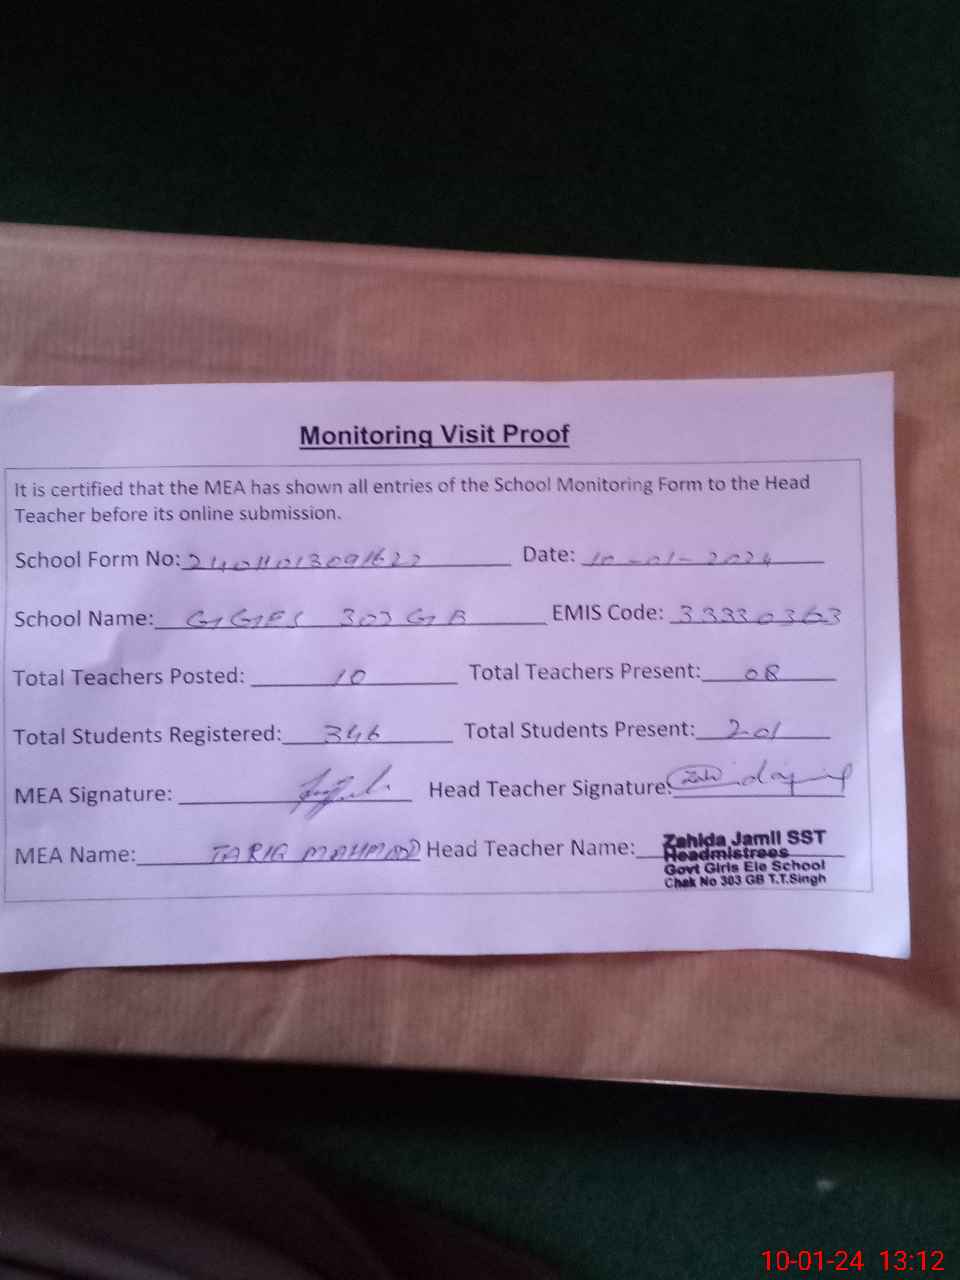 Monitoring Visit Proof
It is certified that the MEA has shown all entries of the School Monitoring Form to the Head
Teacher before its online submission.
School Form No: 24011013091622 Date: 10-01-2024
School Name: GGES 303 GB EMIS Code: 33330363
Total Teachers Posted: 10 Total Teachers Present: 08
Total Students Registered: 346 Total Students Present: 201
MEA Signature: Head Teacher Signature:
MEA Name: TARIQ MAHMOOD Head Teacher Name: Zahida Jamil SST
Headmistrees
Govt Girls Ele School
Chak No 303 GB T.T.Singh
10-01-24 13:12